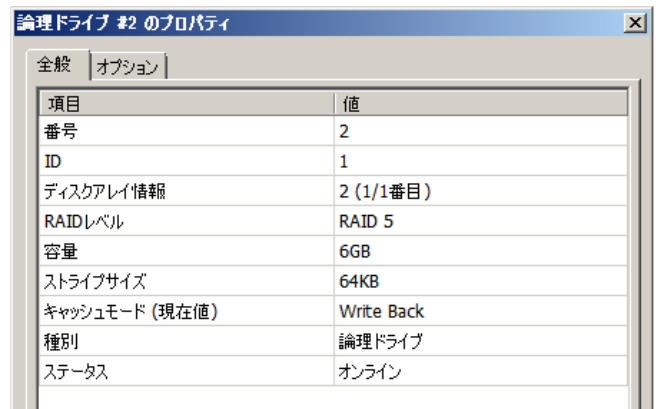 論理ドライブ #2 のプロパティ
全般 オプション
項目 値
番号 2
ID 1
ディスクアレイ情報 2 (1/1番目)
RAIDレベル RAID 5
容量 6GB
ストライプサイズ 64KB
キャッシュモード (現在値) Write Back
種別 論理ドライブ
ステータス オンライン